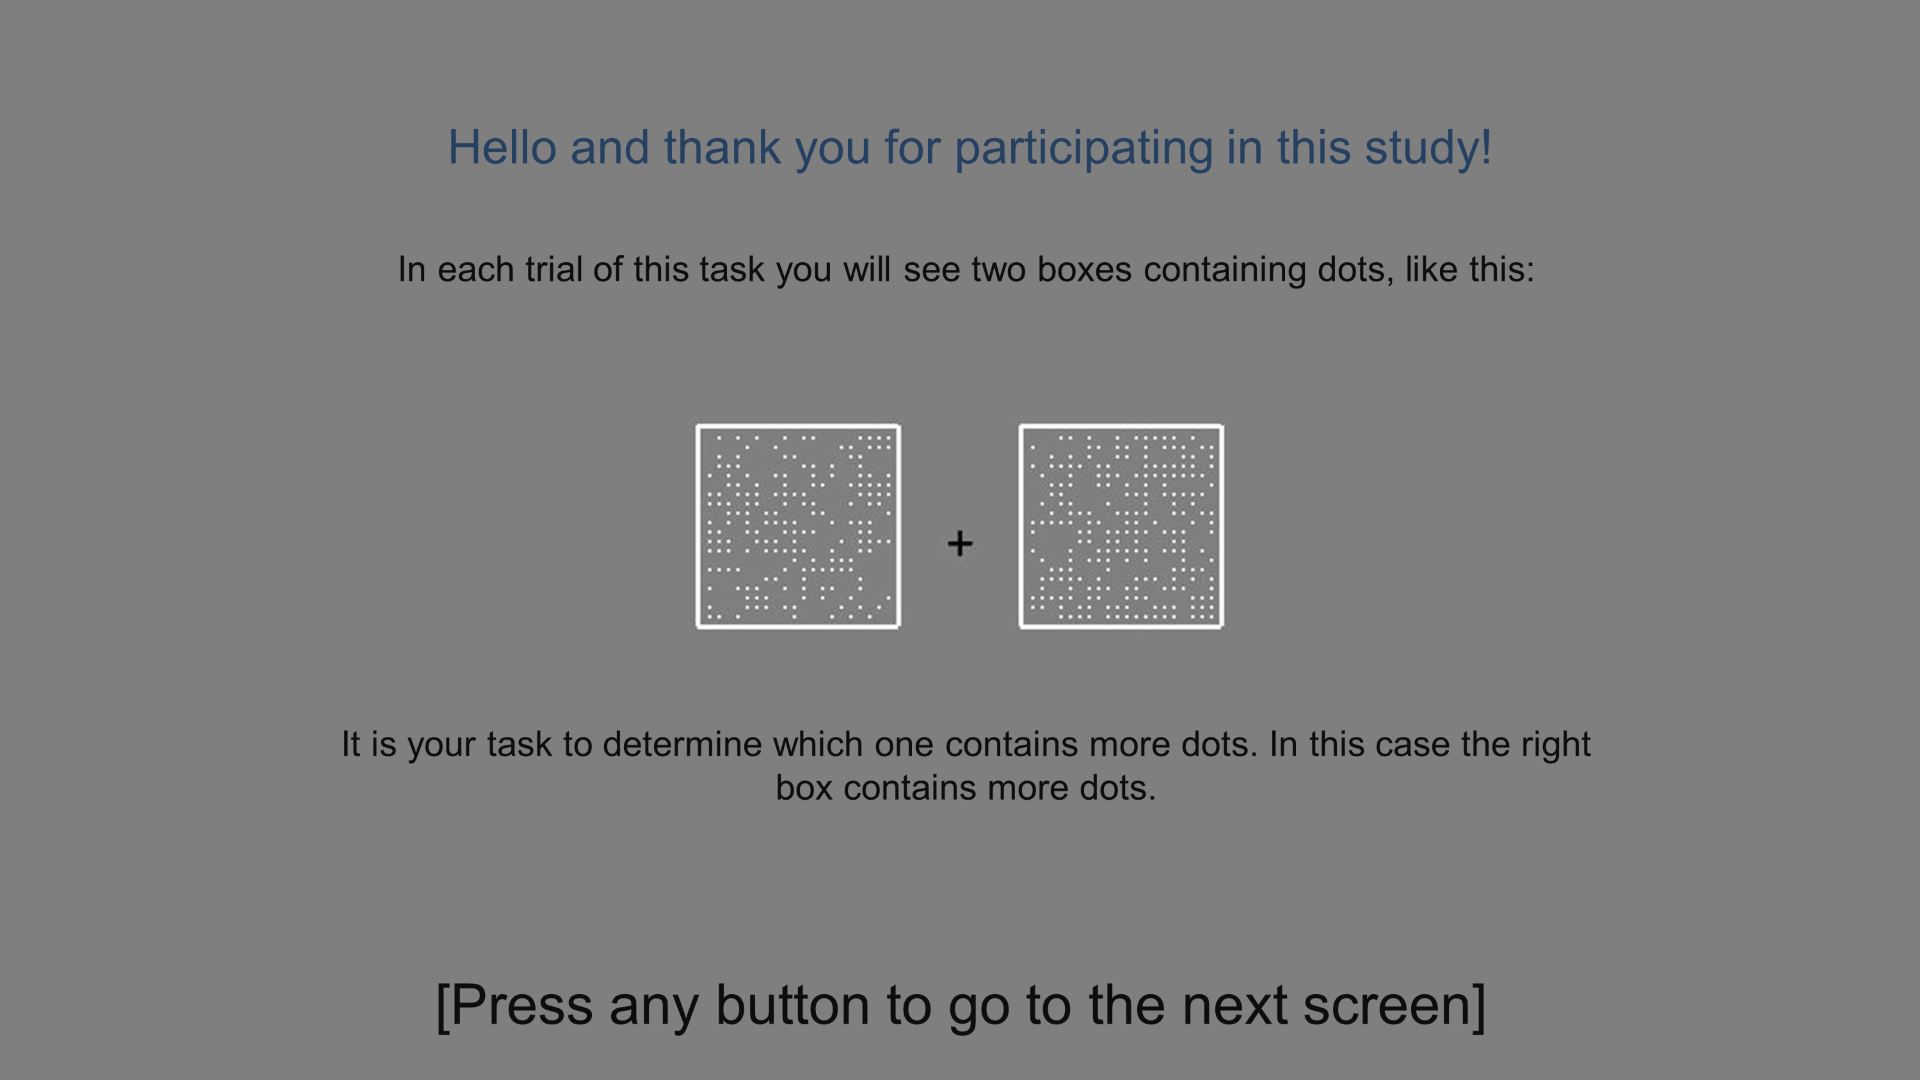 Hello and thank you for participating in this study!
In each trial of this task you will see two boxes containing dots, like this:
+
It is your task to determine which one contains more dots. In this case the right
box contains more dots.
[Press any button to go to the next screen]